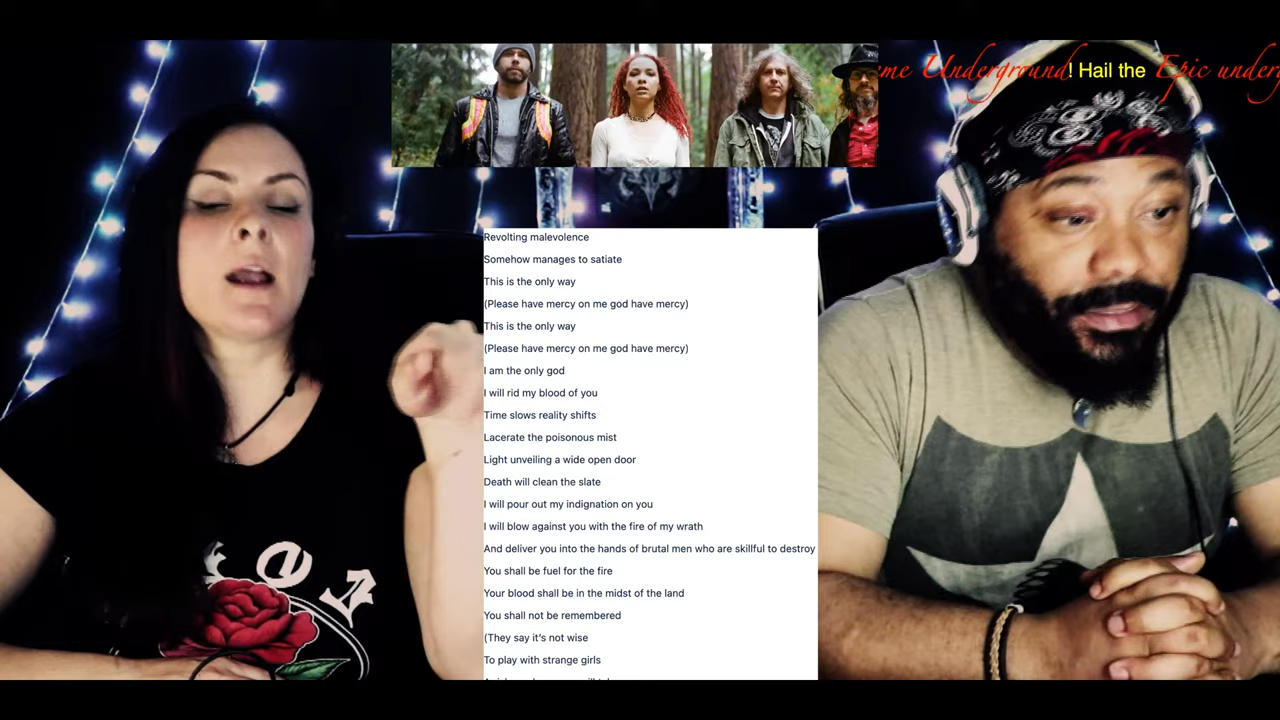 me Underground! Hail the Epic underg
Revolting malevolence
Somehow manages to satiate
This is the only way
(Please have mercy on me god have mercy)
This is the only way
(Please have mercy on me god have mercy)
I am the only god
I will rid my blood of you
Time slows reality shifts
Lacerate the poisonous mist
Light unveiling a wide open door
Death will clean the slate
I will pour out my indignation on you
I will blow against you with the fire of my wrath
And deliver you into the hands of brutal men who are skillful to destroy
You shall be fuel for the fire
Your blood shall be in the midst of the land
You shall not be remembered
(They say it's not wise
To play with strange girls